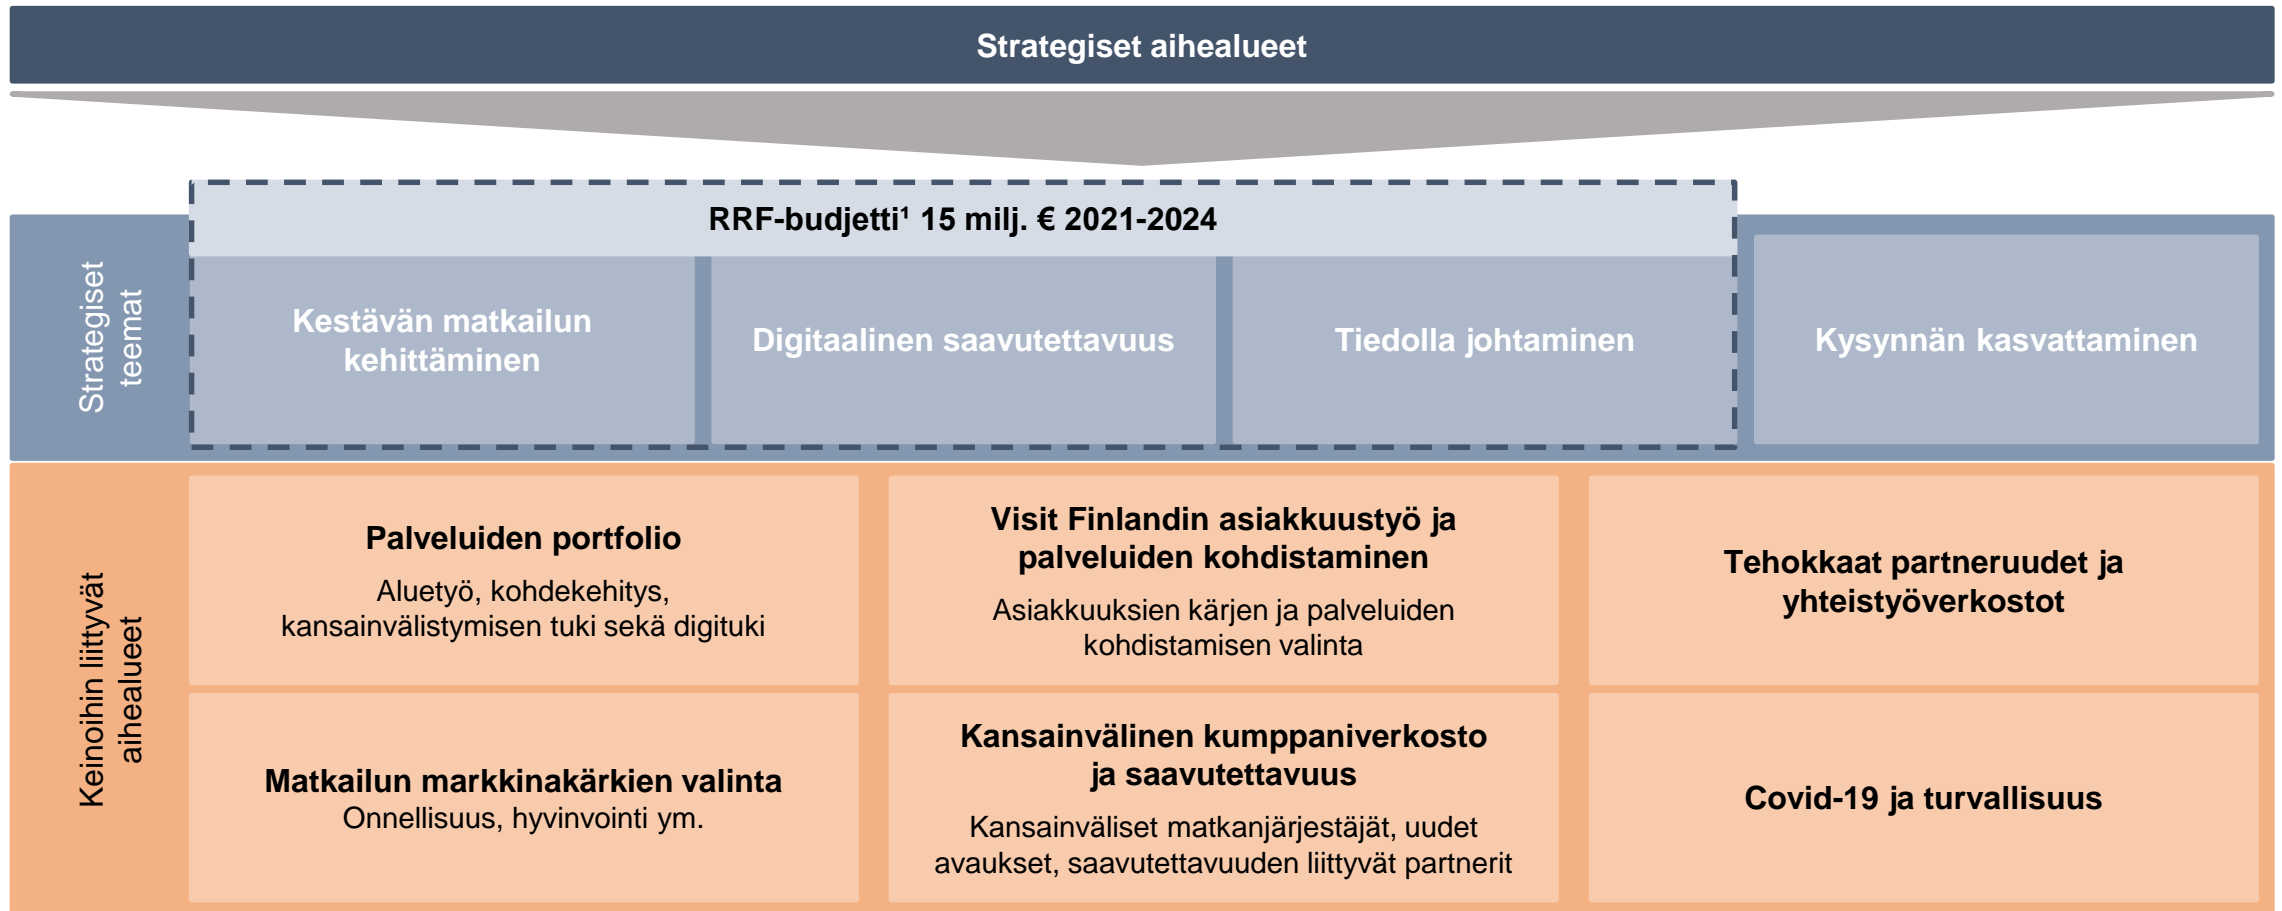 Strategiset aihealueet
RRF-budjetti¹ 15 milj. € 2021-2024
Strategiset
teemat
Kestävän matkailun
kehittäminen
Digitaalinen saavutettavuus
Tiedolla johtaminen
Kysynnän kasvattaminen
Keinoihin liittyvät
aihealueet
Palveluiden portfolio
Aluetyö, kohdekehitys,
kansainvälistymisen tuki sekä digituki
Visit Finlandin asiakkuustyö ja
palveluiden kohdistaminen
Asiakkuuksien kärjen ja palveluiden
kohdistamisen valinta
Tehokkaat partneruudet ja
yhteistyöverkostot
Matkailun markkinakärkien valinta
Onnellisuus, hyvinvointi ym.
Kansainvälinen kumppaniverkosto
ja saavutettavuus
Kansainväliset matkanjärjestäjät, uudet
avaukset, saavutettavuuden liittyvät partnerit
Covid-19 ja turvallisuus